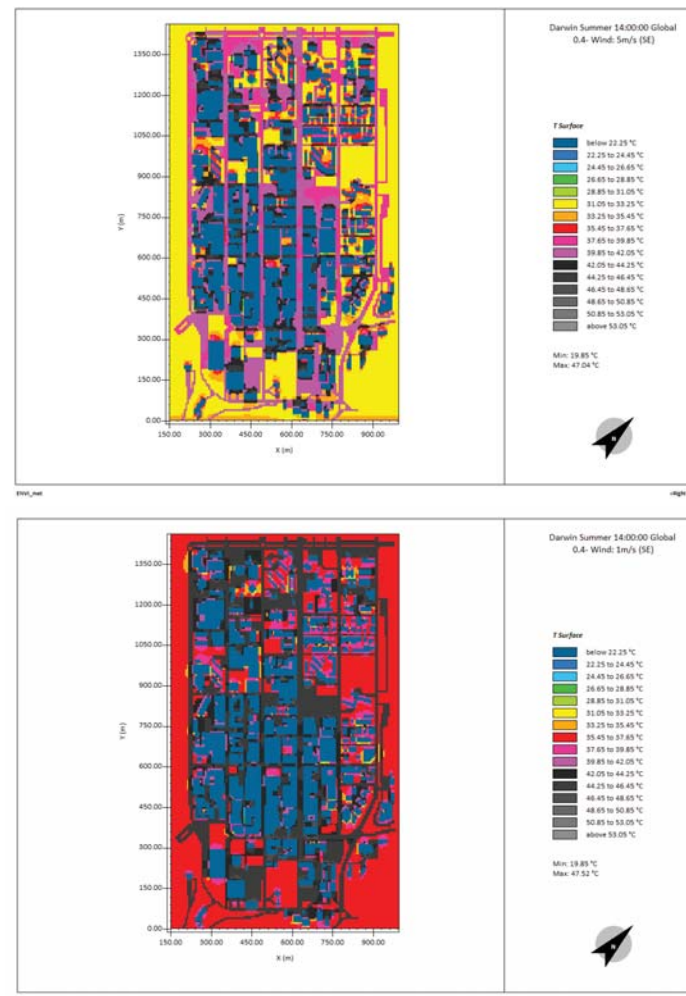 Darwin Summer 14:00:00 Global
0.4- Wind: 5m/s (SE)
1350.00
1200.00
1050.00
900.00
750.00
600.00
450.00
300.00
150.00
0.00
Y (m)
150.00 300.00 450.00 600.00 750.00 900.00
X (m)
T Surface
below 22.25 °C
22.25 to 24.45 °C
24.45 to 26.65 °C
26.65 to 28.85 °C
28.85 to 31.05 °C
31.05 to 33.25 °C
33.25 to 35.45 °C
35.45 to 37.65 °C
37.65 to 39.85 °C
39.85 to 42.05 °C
42.05 to 44.25 °C
44.25 to 46.45 °C
46.45 to 48.65 °C
48.65 to 50.85 °C
50.85 to 53.05 °C
above 53.05 °C
Min: 19.85 °C
Max: 47.04 °C
N
ENVI_met
<Right
Darwin Summer 14:00:00 Global
0.4- Wind: 1m/s (SE)
1350.00
1200.00
1050.00
900.00
750.00
600.00
450.00
300.00
150.00
0.00
Y (m)
150.00 300.00 450.00 600.00 750.00 900.00
X (m)
T Surface
below 22.25 °C
22.25 to 24.45 °C
24.45 to 26.65 °C
26.65 to 28.85 °C
28.85 to 31.05 °C
31.05 to 33.25 °C
33.25 to 35.45 °C
35.45 to 37.65 °C
37.65 to 39.85 °C
39.85 to 42.05 °C
42.05 to 44.25 °C
44.25 to 46.45 °C
46.45 to 48.65 °C
48.65 to 50.85 °C
50.85 to 53.05 °C
above 53.05 °C
Min: 19.85 °C
Max: 47.52 °C
N